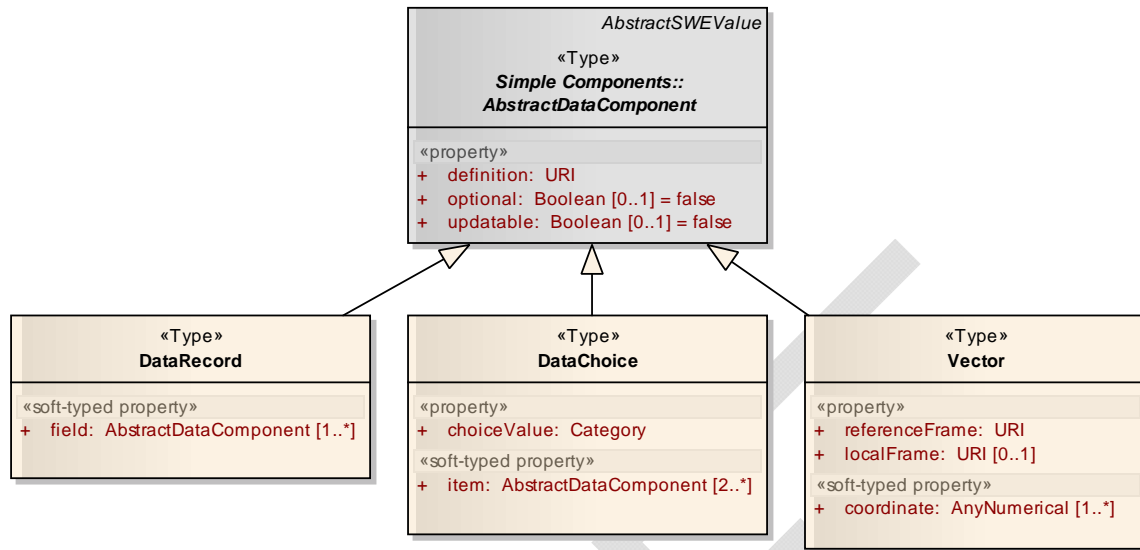 AbstractSWEValue
«Type»
Simple Components::
AbstractDataComponent
«property»
+ definition: URI
+ optional: Boolean [0..1] = false
+ updatable: Boolean [0..1] = false
«Type»
DataRecord
«soft-typed property»
+ field: AbstractDataComponent [1..*]
«Type»
DataChoice
«property»
+ choiceValue: Category
«soft-typed property»
+ item: AbstractDataComponent [2..*]
«Type»
Vector
«property»
+ referenceFrame: URI
+ localFrame: URI [0..1]
«soft-typed property»
+ coordinate: AnyNumerical [1..*]